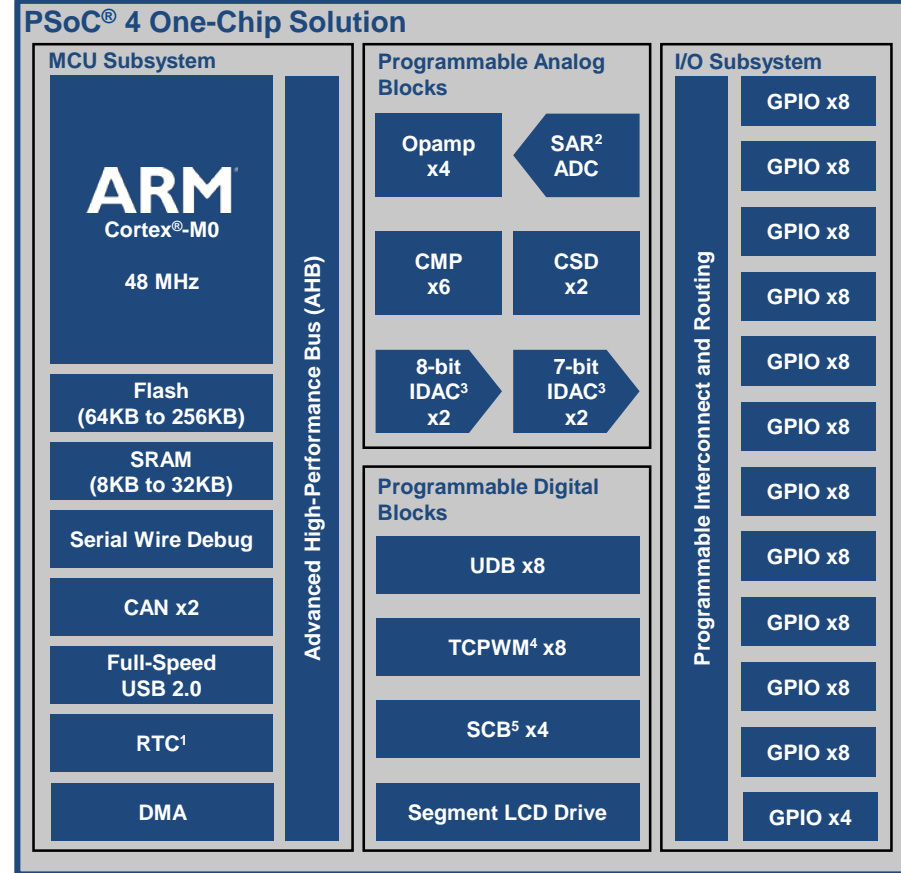 PSoC® 4 One-Chip Solution
MCU Subsystem
ARM
Cortex®-M0
48 MHz
Flash
(64KB to 256KB)
SRAM
(8KB to 32KB)
Serial Wire Debug
CAN x2
Full-Speed
USB 2.0
RTC¹
DMA
Advanced High-Performance Bus (AHB)
Programmable Analog
Blocks
Opamp
x4
SAR²
ADC
CMP
x6
CSD
x2
8-bit
IDAC³
x2
7-bit
IDAC³
x2
Programmable Digital
Blocks
UDB x8
TCPWM⁴ x8
SCB⁵ x4
Segment LCD Drive
I/O Subsystem
Programmable Interconnect and Routing
GPIO x8
GPIO x8
GPIO x8
GPIO x8
GPIO x8
GPIO x8
GPIO x8
GPIO x8
GPIO x8
GPIO x8
GPIO x8
GPIO x4